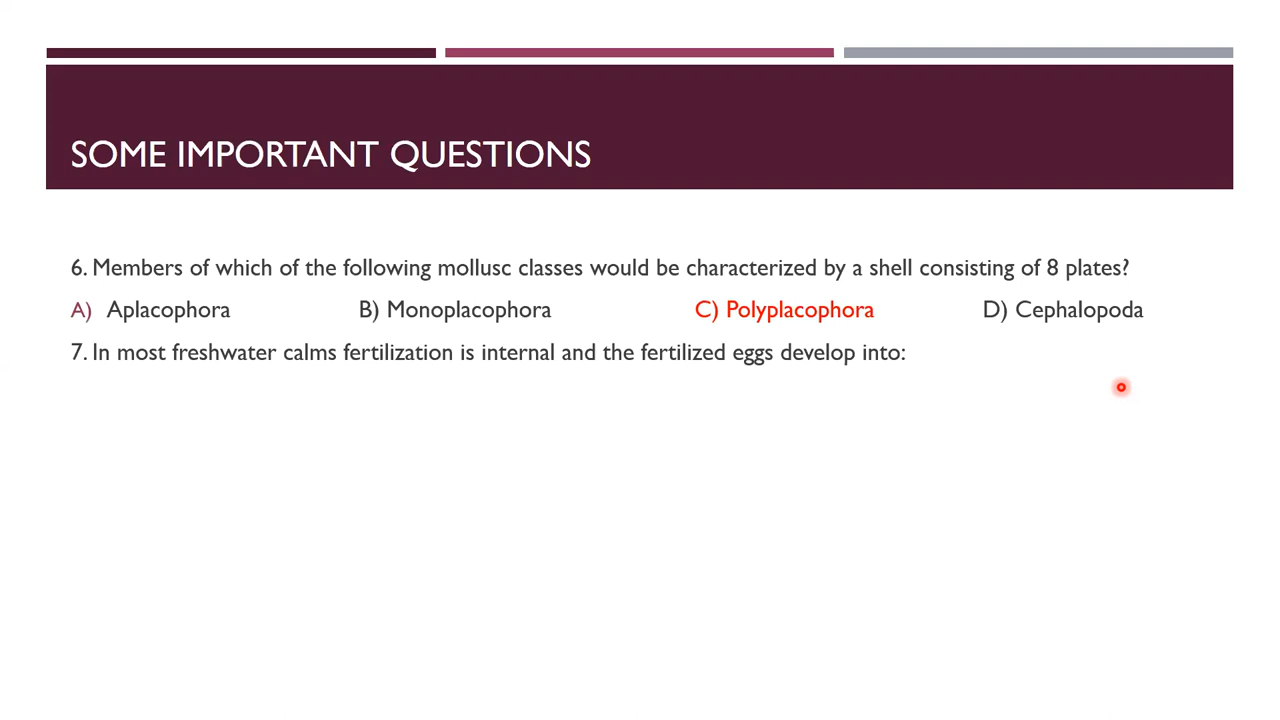 SOME IMPORTANT QUESTIONS
6. Members of which of the following mollusc classes would be characterized by a shell consisting of 8 plates?
A) Aplacophora B) Monoplacophora C) Polyplacophora D) Cephalopoda
7. In most freshwater calms fertilization is internal and the fertilized eggs develop into: